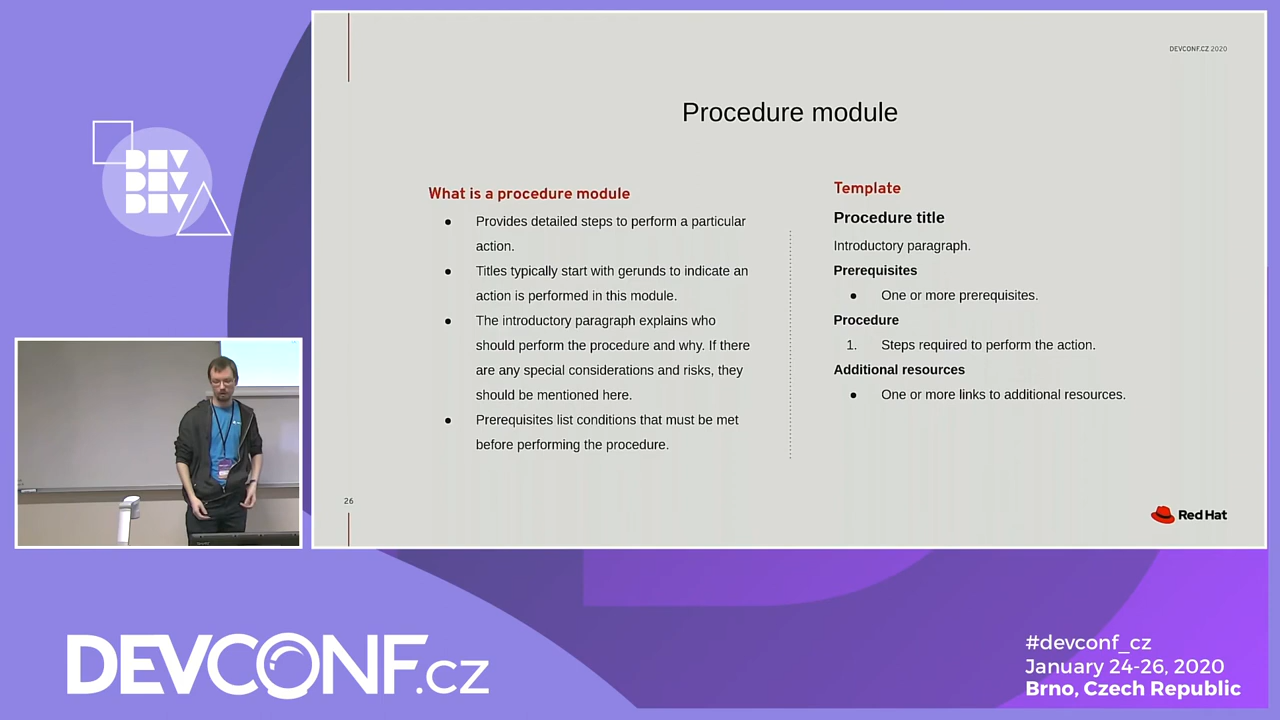 DEVCONF.CZ 2020
Procedure module
What is a procedure module
● Provides detailed steps to perform a particular
action.
● Titles typically start with gerunds to indicate an
action is performed in this module.
● The introductory paragraph explains who
should perform the procedure and why. If there
are any special considerations and risks, they
should be mentioned here.
● Prerequisites list conditions that must be met
before performing the procedure.
Template
Procedure title
Introductory paragraph.
Prerequisites
● One or more prerequisites.
Procedure
1. Steps required to perform the action.
Additional resources
● One or more links to additional resources.
26
Red Hat
DEV
DEV
DEV
DEVCONF.cz
#devconf_cz
January 24-26, 2020
Brno, Czech Republic